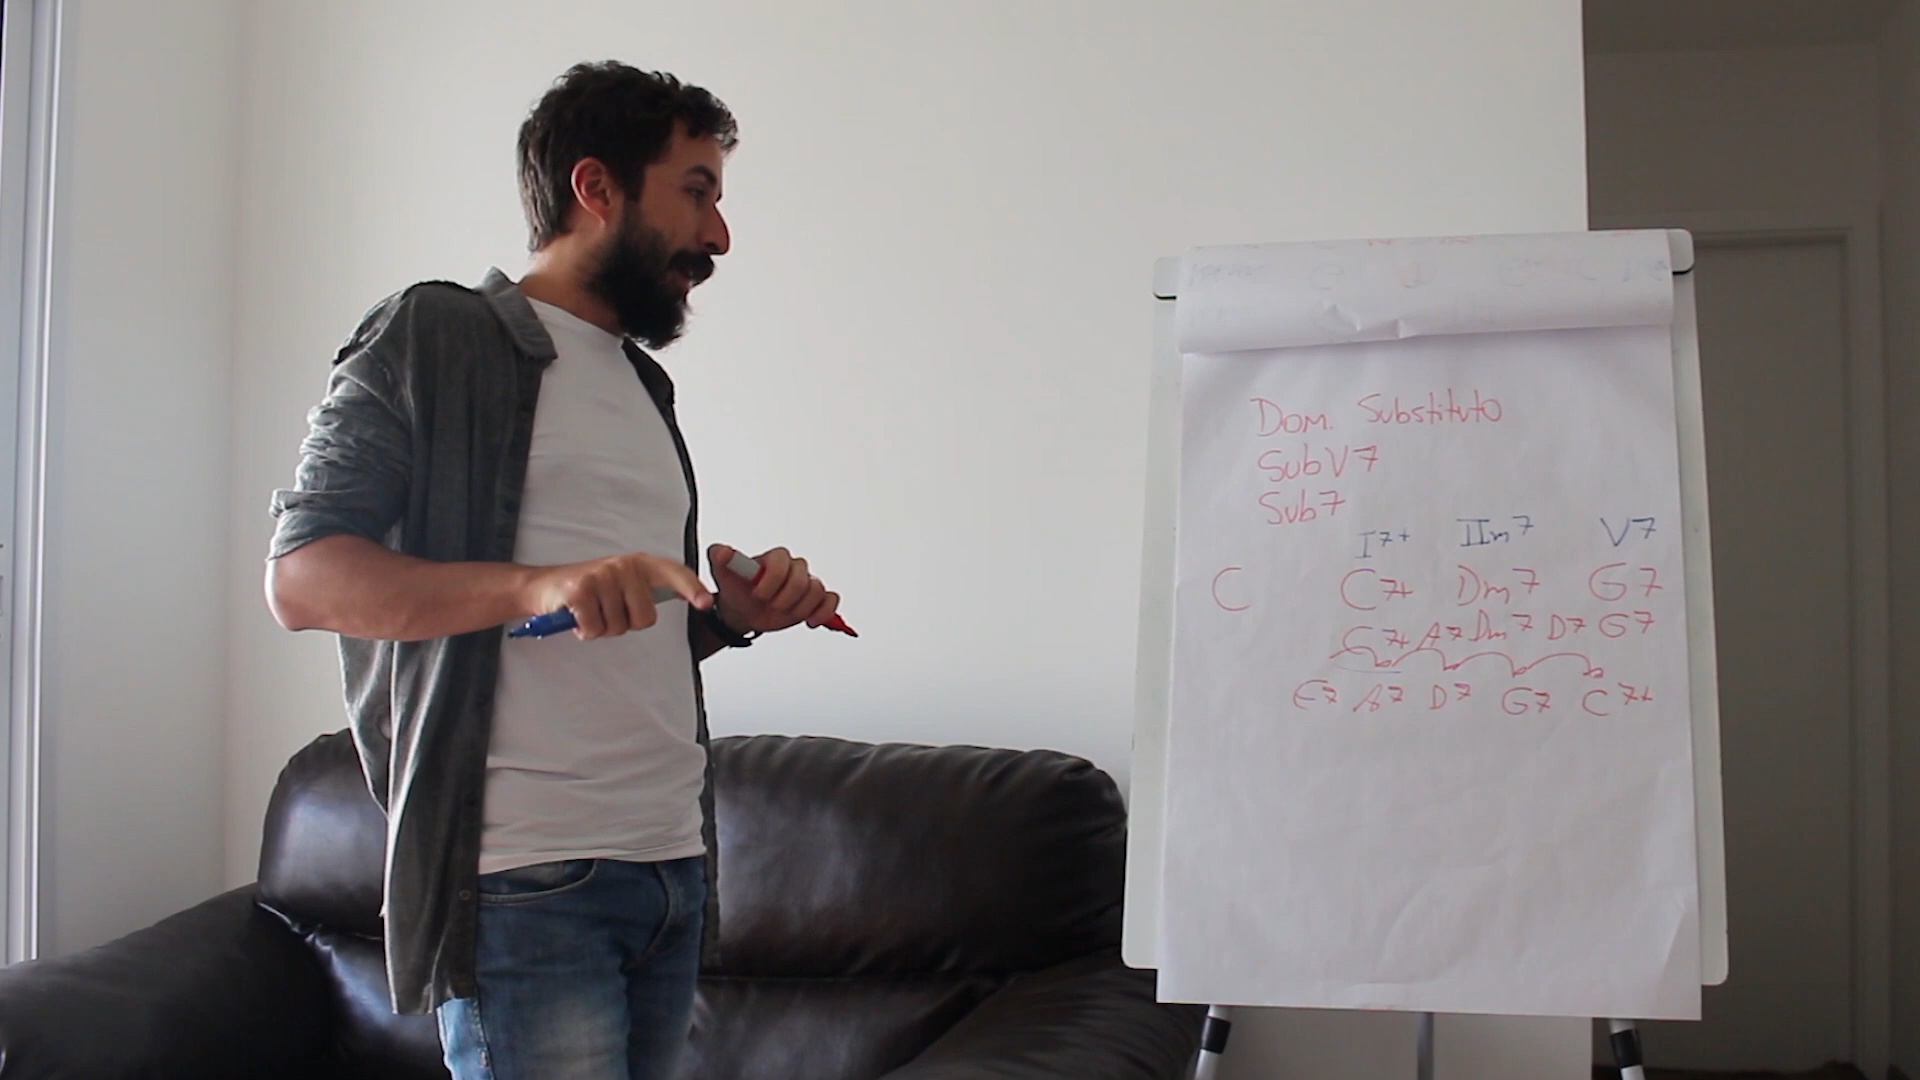 Dom. Substituto
SubV7
Sub7
I7+ IIm7 V7
C C7+ Dm7 G7
C7+ A7 Dm7 D7 G7
E7 A7 D7 G7 C7+